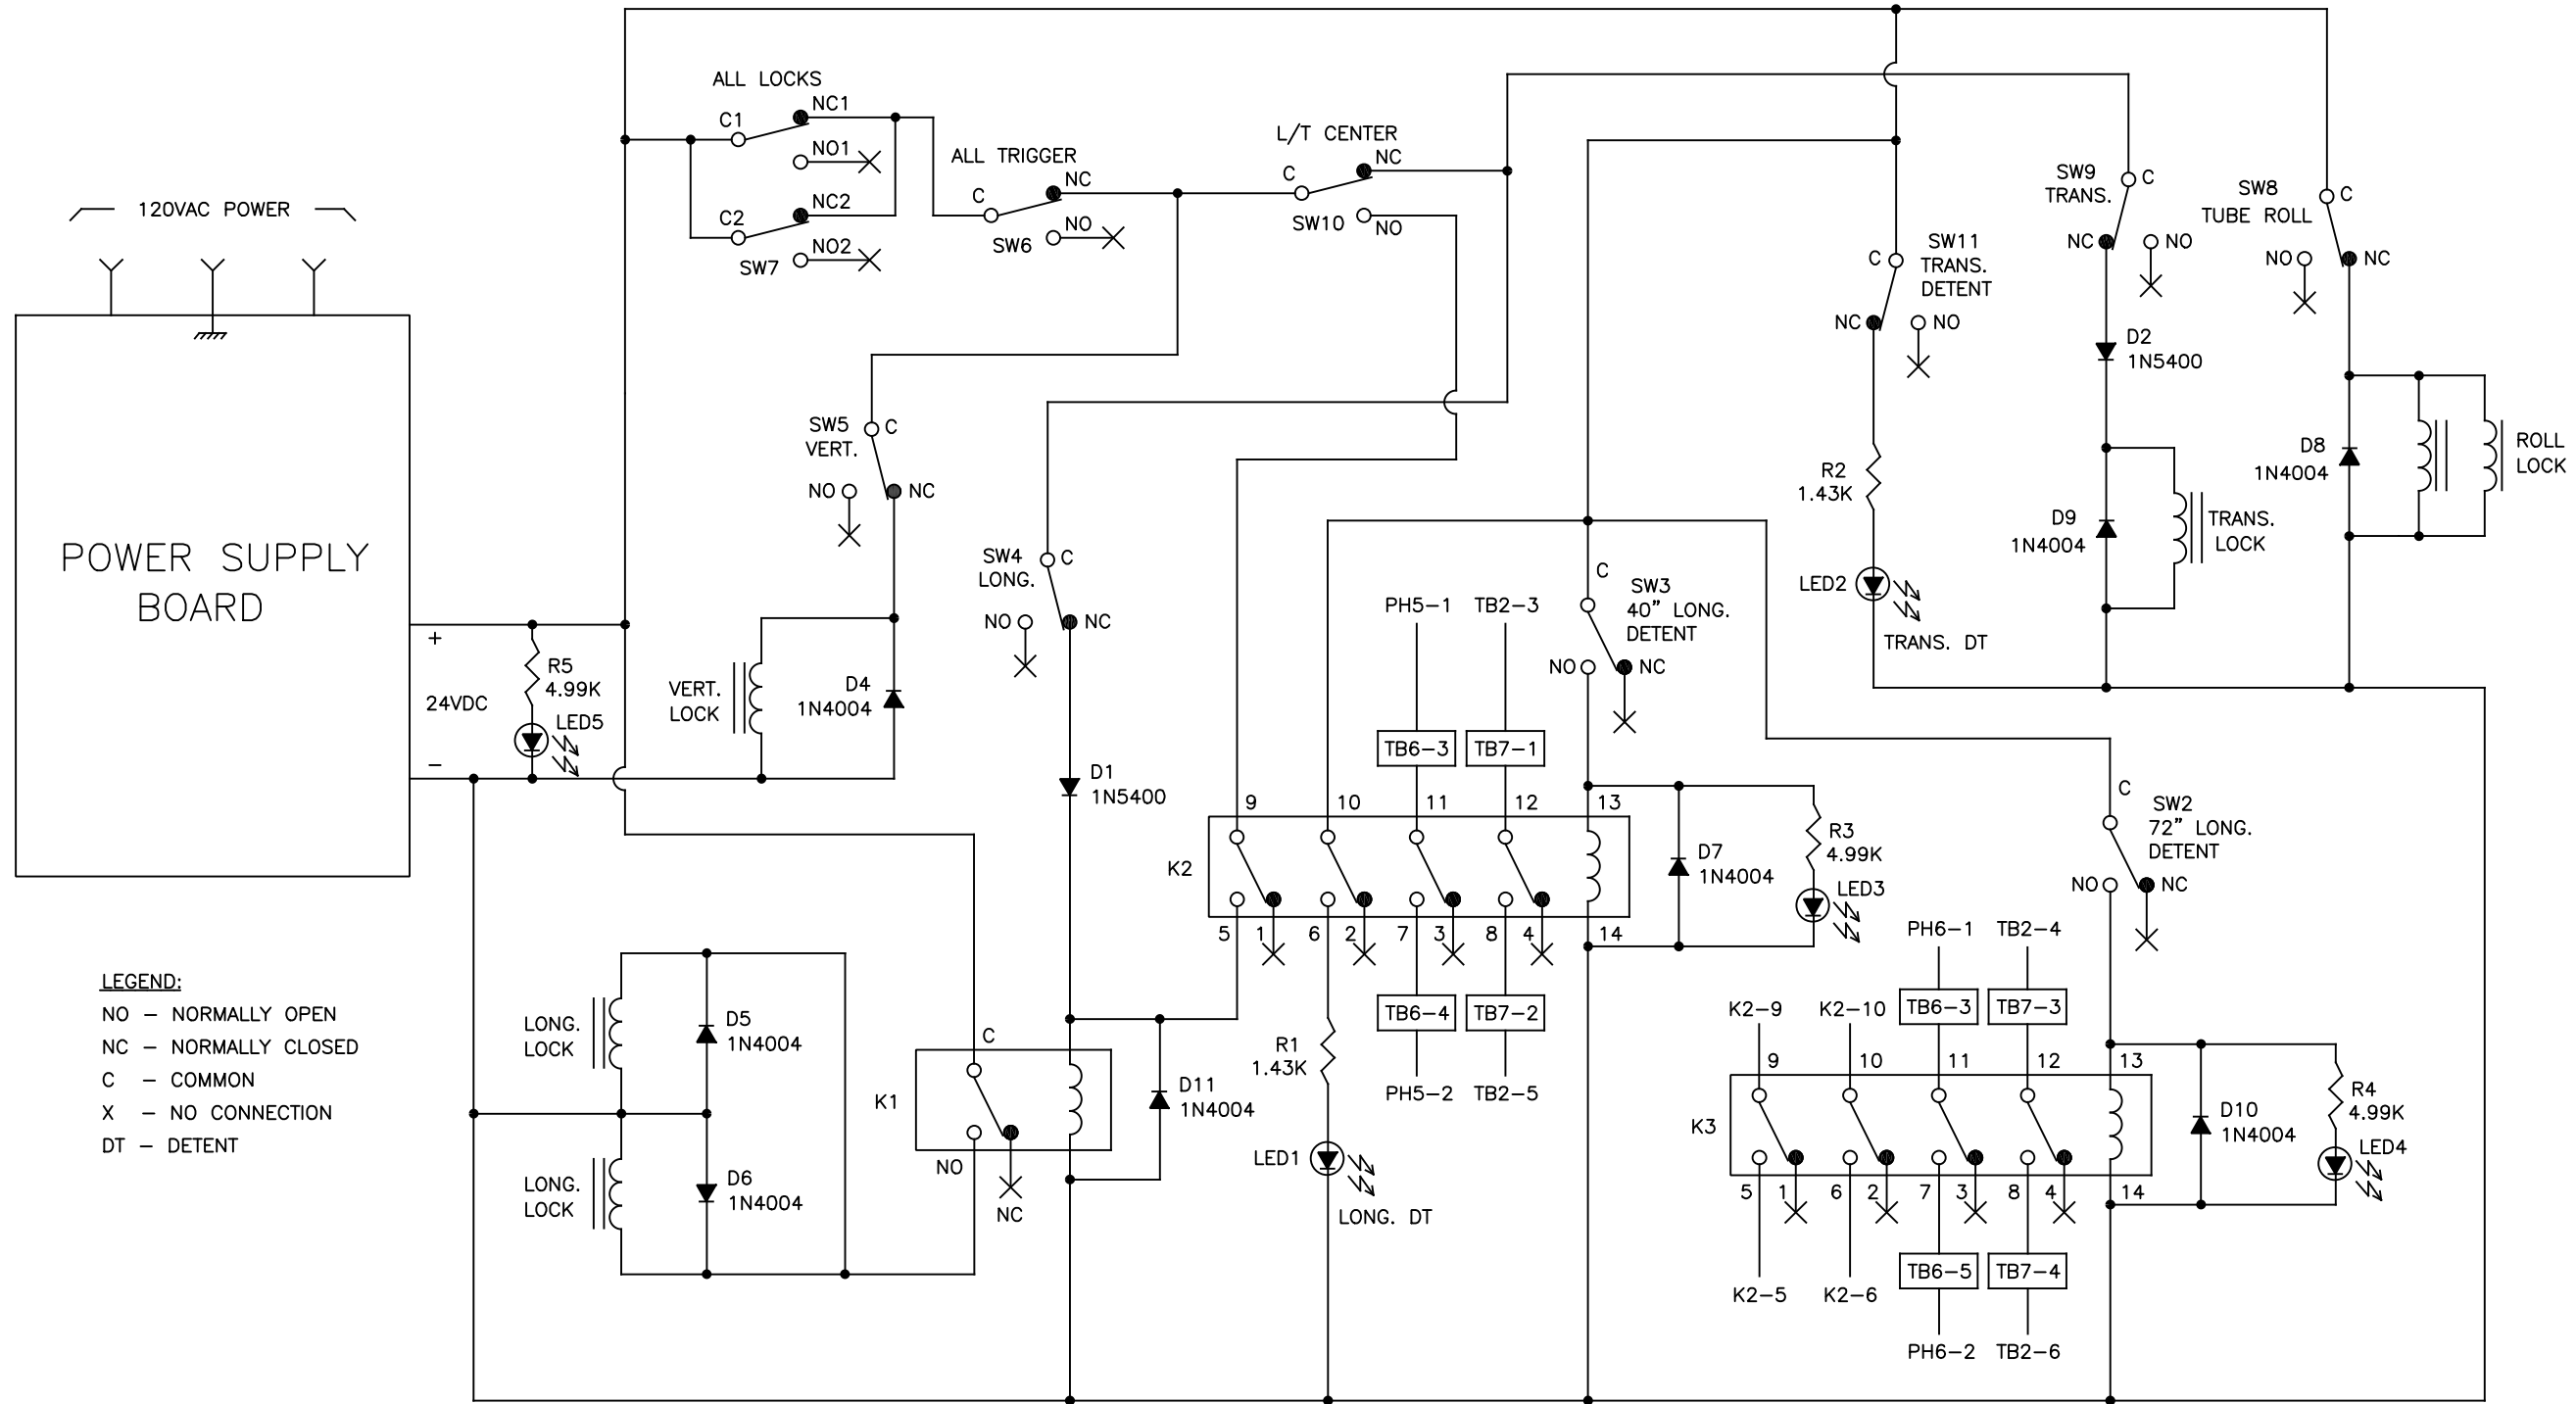 ALL LOCKS
C1
NC1
NO1
C2
NC2
NO2
SW7
ALL TRIGGER
C
NC
NO
SW6
L/T CENTER
C
NC
SW10
NO
120VAC POWER
POWER SUPPLY
BOARD
+
24VDC
−
R5
4.99K
LED5
SW5
VERT.
C
NO
NC
VERT.
LOCK
D4
1N4004
SW4
LONG.
C
NO
NC
D1
1N5400
SW11
TRANS.
DETENT
C
NC
NO
R2
1.43K
LED2
TRANS. DT
SW9
TRANS.
C
NC
NO
D2
1N5400
D9
1N4004
TRANS.
LOCK
SW8
TUBE ROLL
C
NO
NC
D8
1N4004
ROLL
LOCK
PH5−1
TB2−3
TB6−3
TB7−1
C
SW3
40” LONG.
DETENT
NO
NC
9
10
11
12
13
K2
5
1
6
2
7
3
8
4
14
D7
1N4004
R3
4.99K
LED3
TB6−4
TB7−2
PH5−2
TB2−5
R1
1.43K
LED1
LONG. DT
C
SW2
72” LONG.
DETENT
NO
NC
PH6−1
TB2−4
K2−9
K2−10
TB6−3
TB7−3
9
10
11
12
13
K3
5
1
6
2
7
3
8
4
14
D10
1N4004
R4
4.99K
LED4
TB6−5
TB7−4
K2−5
K2−6
PH6−2
TB2−6
LONG.
LOCK
D5
1N4004
LONG.
LOCK
D6
1N4004
C
K1
NO
NC
D11
1N4004
LEGEND:
NO − NORMALLY OPEN
NC − NORMALLY CLOSED
C − COMMON
X − NO CONNECTION
DT − DETENT